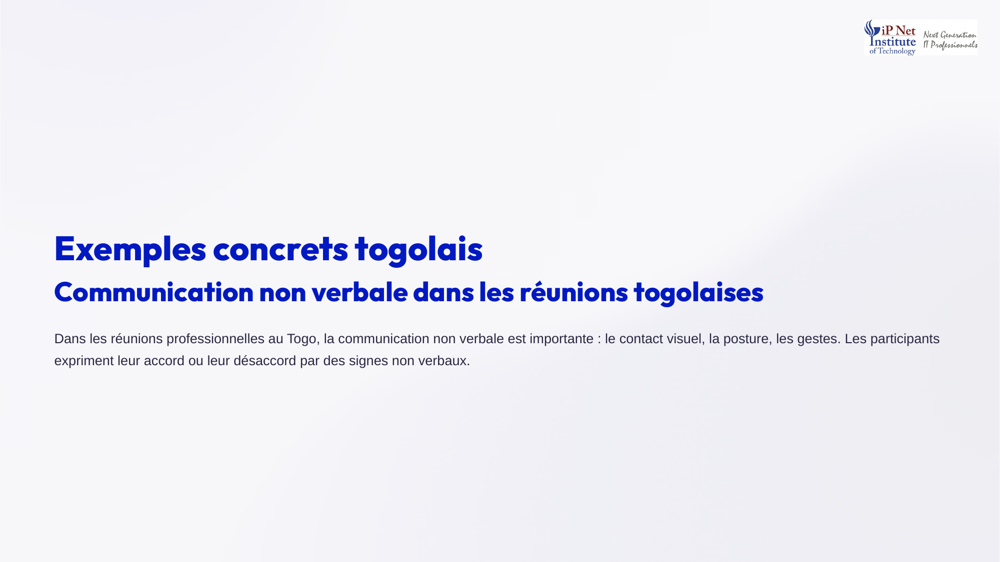 iP Net
Institute
of Technology
Next Generation
IT Professionnels
Exemples concrets togolais
Communication non verbale dans les réunions togolaises
Dans les réunions professionnelles au Togo, la communication non verbale est importante : le contact visuel, la posture, les gestes. Les participants
expriment leur accord ou leur désaccord par des signes non verbaux.